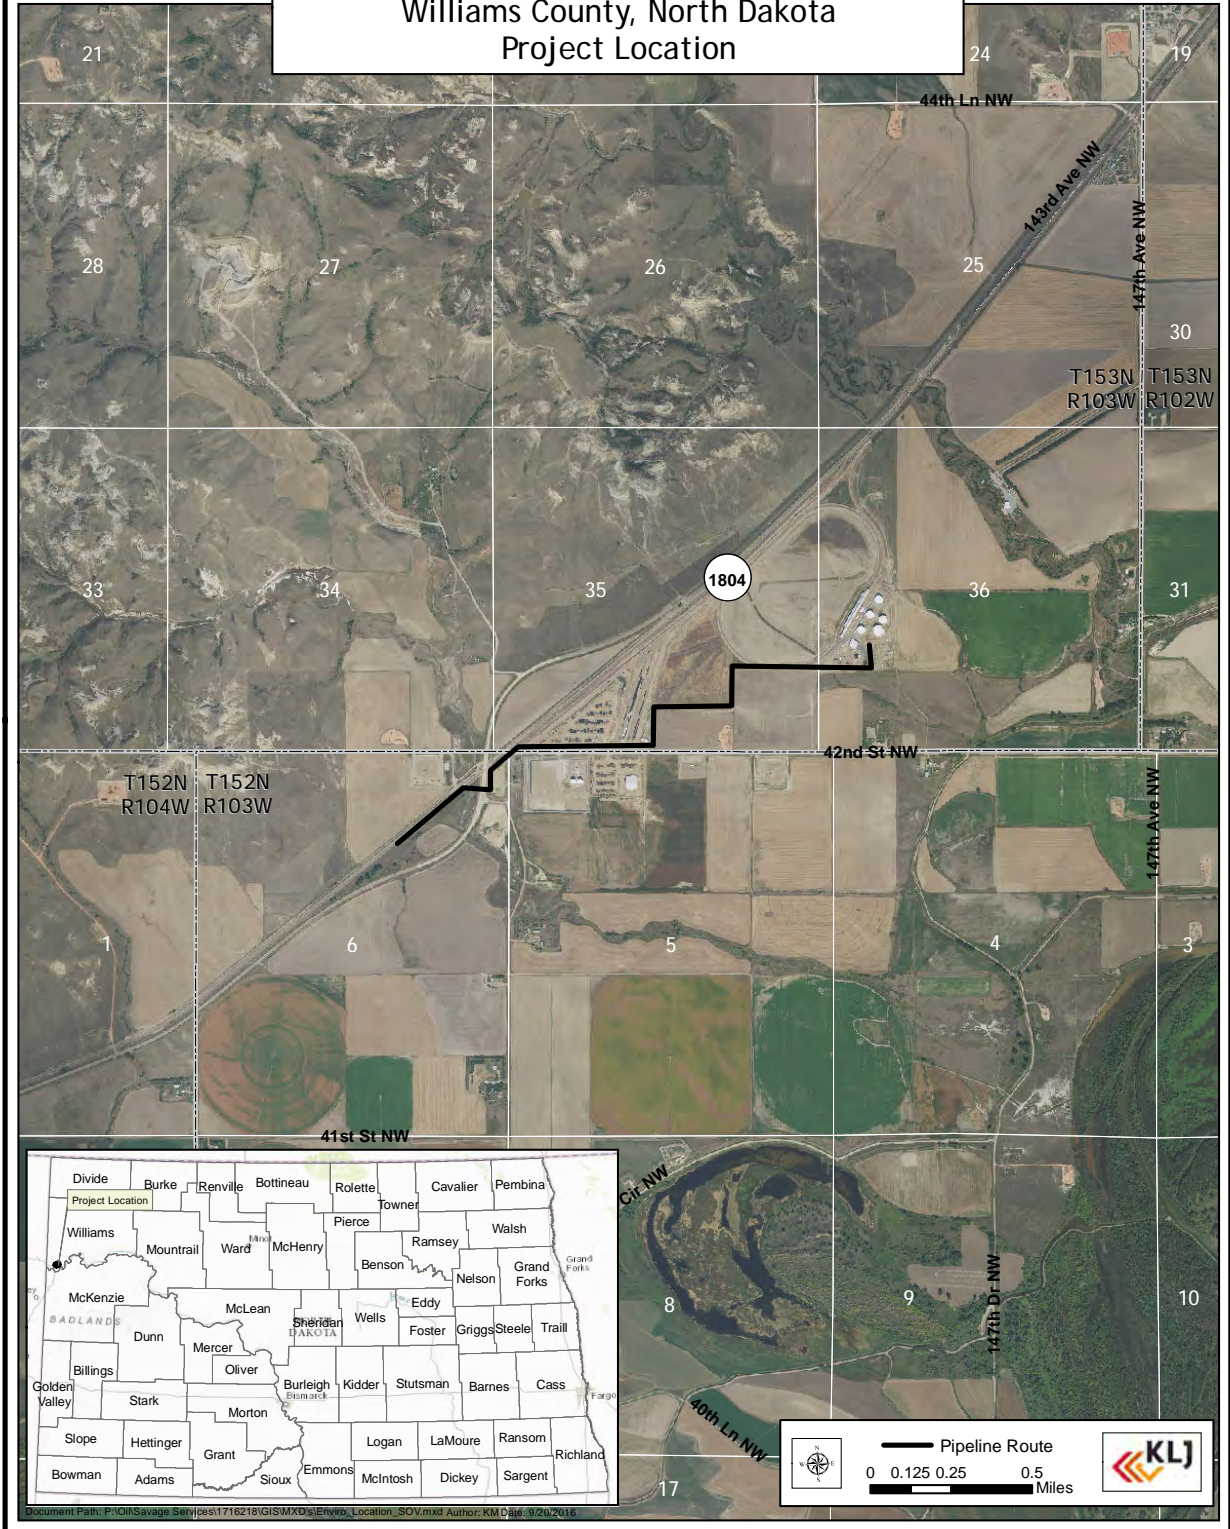 Williams County, North Dakota
Project Location
21
24
19
44th Ln NW
143rd Ave NW
147th Ave NW
28
27
26
25
30
T153N
R103W
T153N
R102W
33
34
35
1804
36
31
42nd St NW
T152N
R104W
T152N
R103W
147th Ave NW
1
6
5
4
3
41st St NW
Cir NW
8
9
10
147th Dr NW
40th Ln NW
17
Divide
Burke
Renville
Bottineau
Rolette
Towner
Cavalier
Pembina
Project Location
Williams
Mountrail
Ward
Minot
McHenry
Pierce
Benson
Ramsey
Walsh
Nelson
Grand
Forks
Grand
Forks
McKenzie
BADLANDS
Dunn
McLean
Mercer
Oliver
Sheridan
DAKOTA
Wells
Eddy
Foster
Griggs
Steele
Traill
Billings
Golden
Valley
Stark
Morton
Burleigh
Bismarck
Kidder
Stutsman
Barnes
Cass
Fargo
Slope
Hettinger
Grant
Sioux
Emmons
Logan
LaMoure
Ransom
Richland
Bowman
Adams
McIntosh
Dickey
Sargent
N
E
S
W
Pipeline Route
0 0.125 0.25 0.5
Miles
KLJ
Document Path: P:\Oil\Savage Services\1716218\GIS\MXD's\Enviro_Location_SOV.mxd Author: KM Date: 9/20/2016